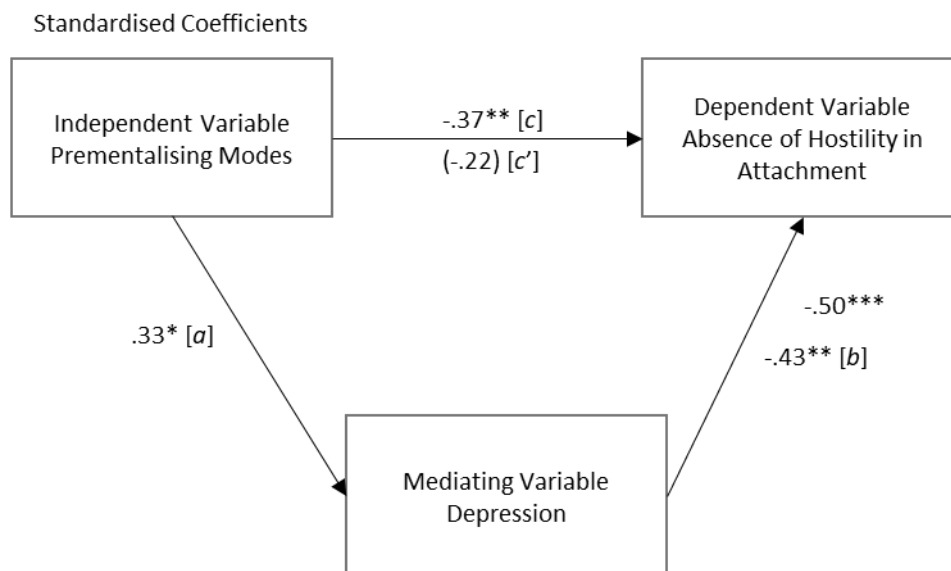 Standardised Coefficients
Independent Variable
Prementalising Modes
-.37** [c]
(-.22) [c’]
Dependent Variable
Absence of Hostility in
Attachment
.33* [a]
-.50***
-.43** [b]
Mediating Variable
Depression